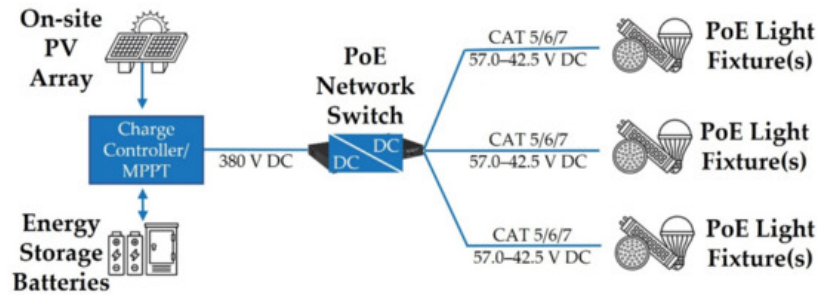 On-site
PV
Array
Charge
Controller/
MPPT
Energy
Storage
Batteries
380 V DC
PoE
Network
Switch
DC
DC
CAT 5/6/7
57.0–42.5 V DC
PoE Light
Fixture(s)
CAT 5/6/7
57.0–42.5 V DC
PoE Light
Fixture(s)
CAT 5/6/7
57.0–42.5 V DC
PoE Light
Fixture(s)